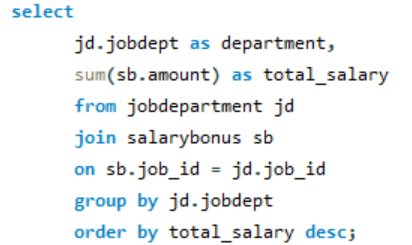 select
jd.jobdept as department,
sum(sb.amount) as total_salary
from jobdepartment jd
join salarybonus sb
on sb.job_id = jd.job_id
group by jd.jobdept
order by total_salary desc;